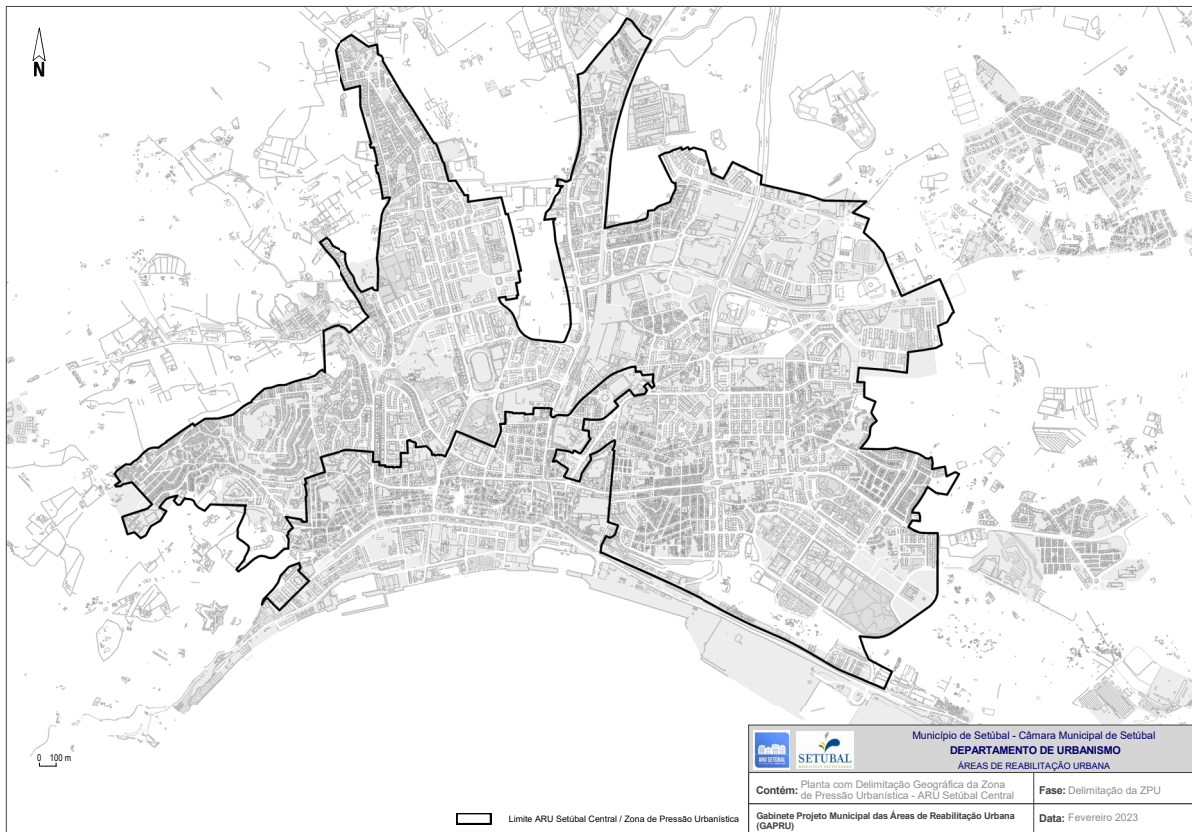 N
0 100 m
Limite ARU Setúbal Central / Zona de Pressão Urbanística
ARU SETÚBAL
SETÚBAL
Município de Setúbal - Câmara Municipal de Setúbal
DEPARTAMENTO DE URBANISMO
ÁREAS DE REABILITAÇÃO URBANA
Contém: Planta com Delimitação Geográfica da Zona
de Pressão Urbanística - ARU Setúbal Central
Fase: Delimitação da ZPU
Gabinete Projeto Municipal das Áreas de Reabilitação Urbana
(GAPRU)
Data: Fevereiro 2023